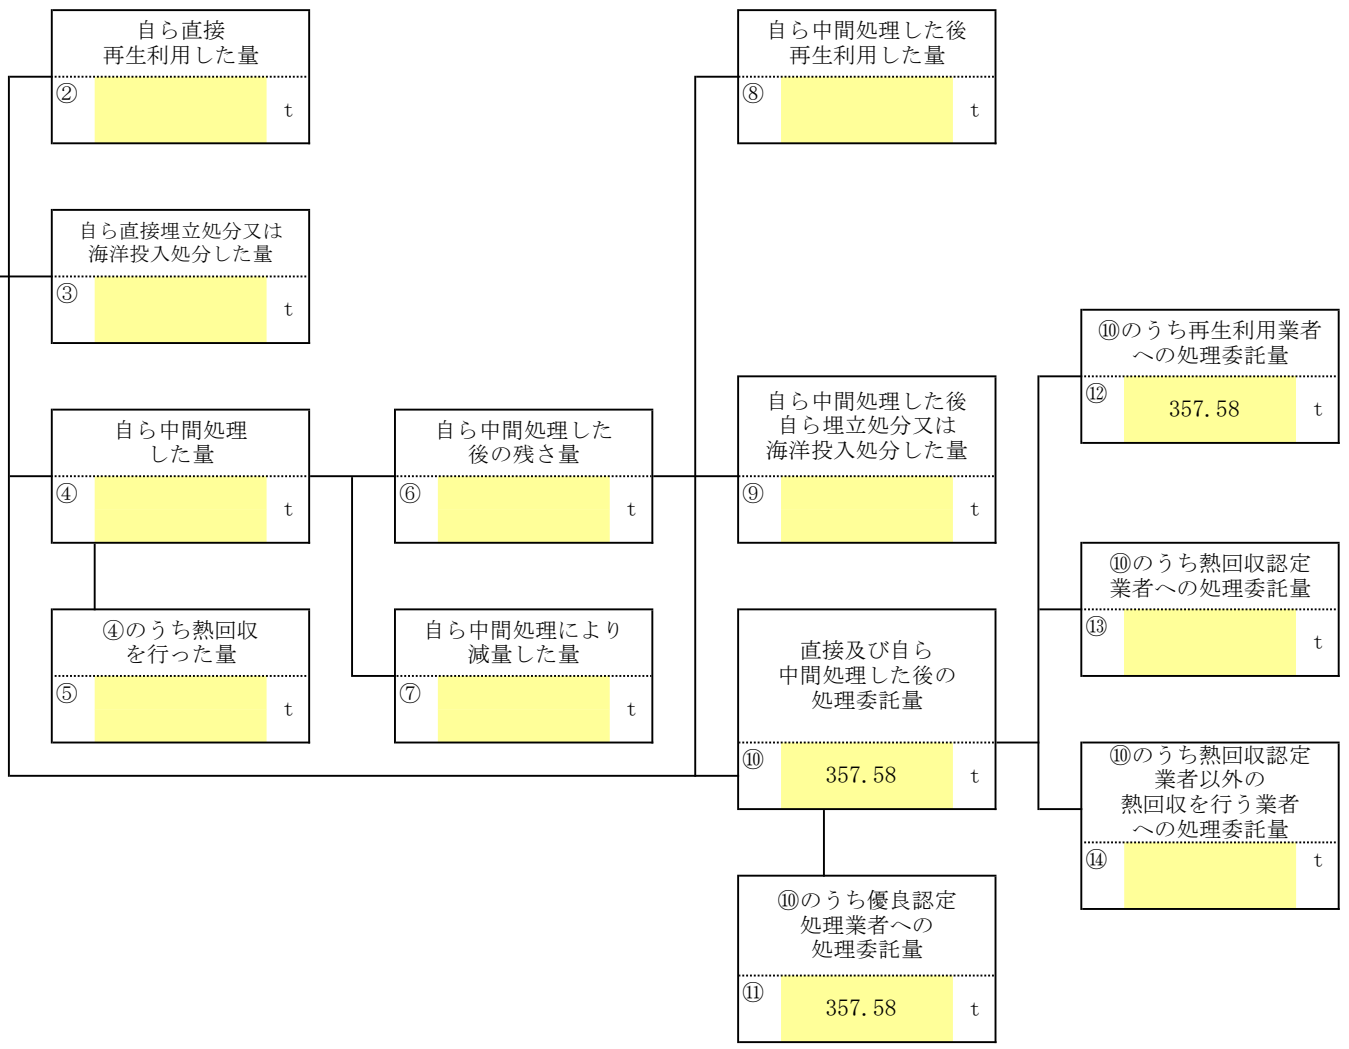 自ら直接
再生利用した量
②
t
自ら中間処理した後
再生利用した量
⑧
t
自ら直接埋立処分又は
海洋投入処分した量
③
t
⑩のうち再生利用業者
への処理委託量
⑫
357.58
t
自ら中間処理
した量
④
t
自ら中間処理した
後の残さ量
⑥
t
自ら中間処理した後
自ら埋立処分又は
海洋投入処分した量
⑨
t
⑩のうち熱回収認定
業者への処理委託量
⑬
t
④のうち熱回収
を行った量
⑤
t
自ら中間処理により
減量した量
⑦
t
直接及び自ら
中間処理した後の
処理委託量
⑩
357.58
t
⑩のうち熱回収認定
業者以外の
熱回収を行う業者
への処理委託量
⑭
t
⑩のうち優良認定
処理業者への
処理委託量
⑪
357.58
t